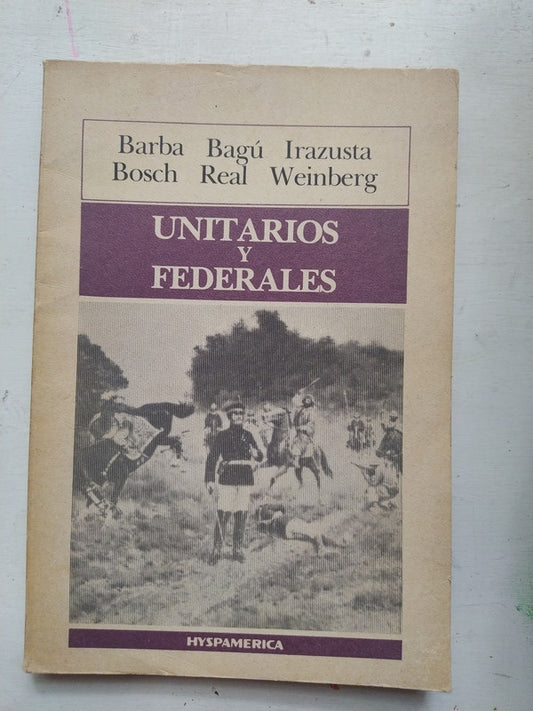 Barba Bagú Irazusta
Bosch Real Weinberg
UNITARIOS
Y
FEDERALES
HYSPAMERICA